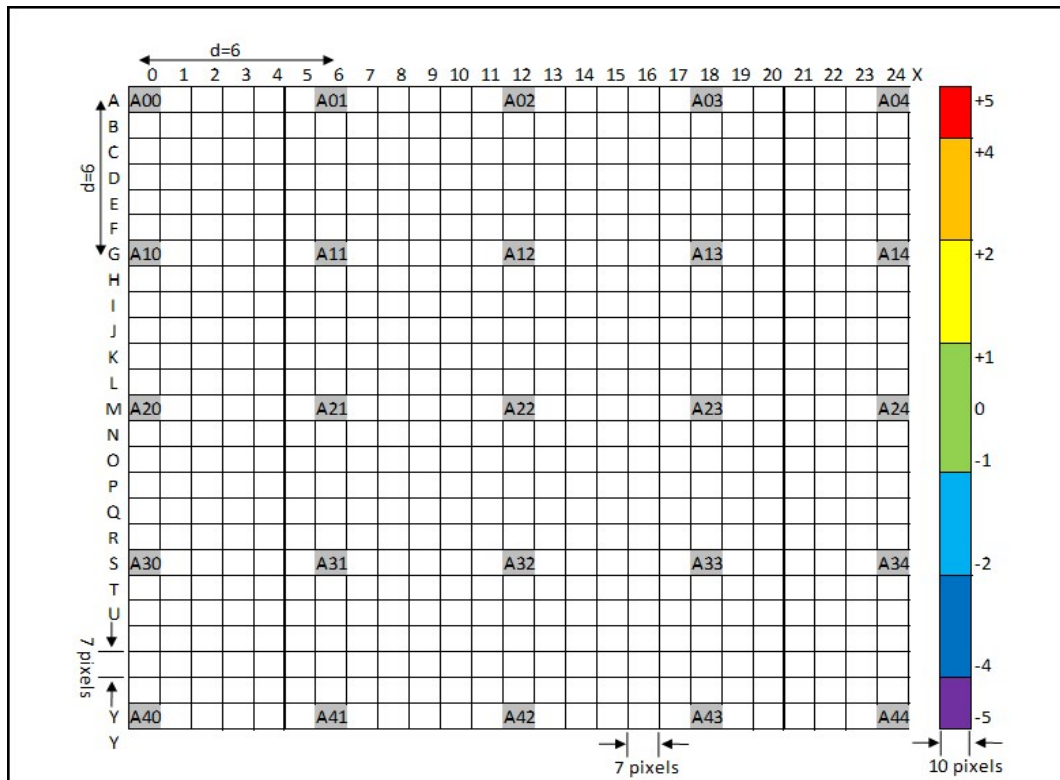 d=6
0 1 2 3 4 5 6 7 8 9 10 11 12 13 14 15 16 17 18 19 20 21 22 23 24 X
A A00 A01 A02 A03 A04 +5
B
C +4
d=6
D
E
F
G A10 A11 A12 A13 A14 +2
H
I
J
K +1
L
M A20 A21 A22 A23 A24 0
N
O -1
P
Q
R
S A30 A31 A32 A33 A34 -2
T
U
7 pixels
-4
Y A40 A41 A42 A43 A44 -5
Y
7 pixels 10 pixels